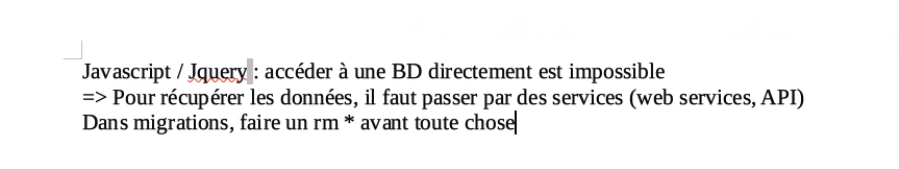 Javascript / Jquery : accéder à une BD directement est impossible
=> Pour récupérer les données, il faut passer par des services (web services, API)
Dans migrations, faire un rm * avant toute chose